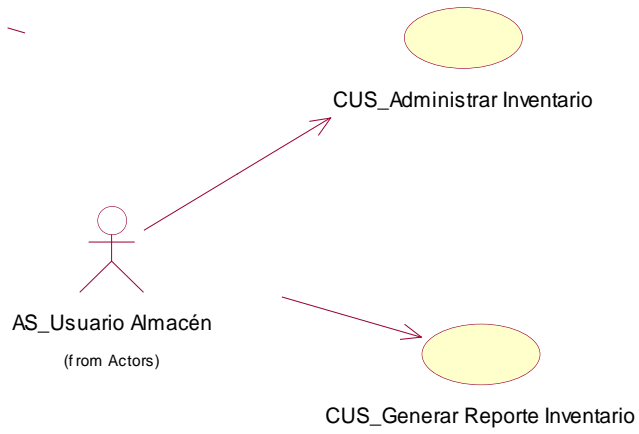 CUS_Administrar Inventario
AS_Usuario Almacén
(from Actors)
CUS_Generar Reporte Inventario